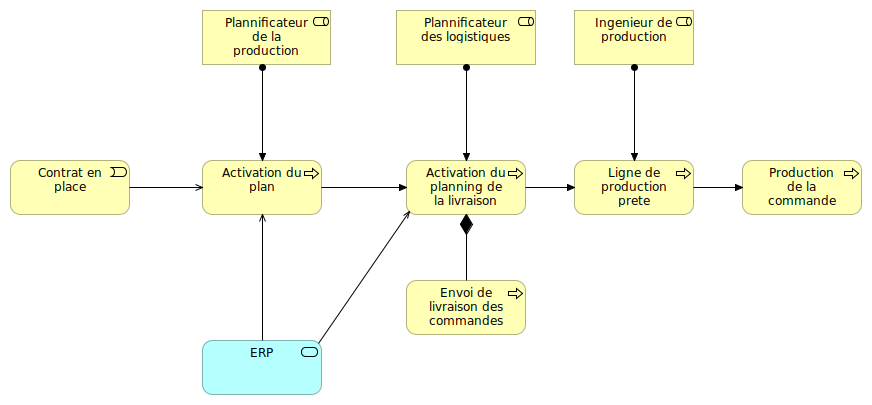 Plannificateur
de la
production
Plannificateur
des logistiques
Ingenieur de
production
Contrat en
place
Activation du
plan
Activation du
planning de
la livraison
Ligne de
production
prete
Production
de la
commande
Envoi de
livraison des
commandes
ERP